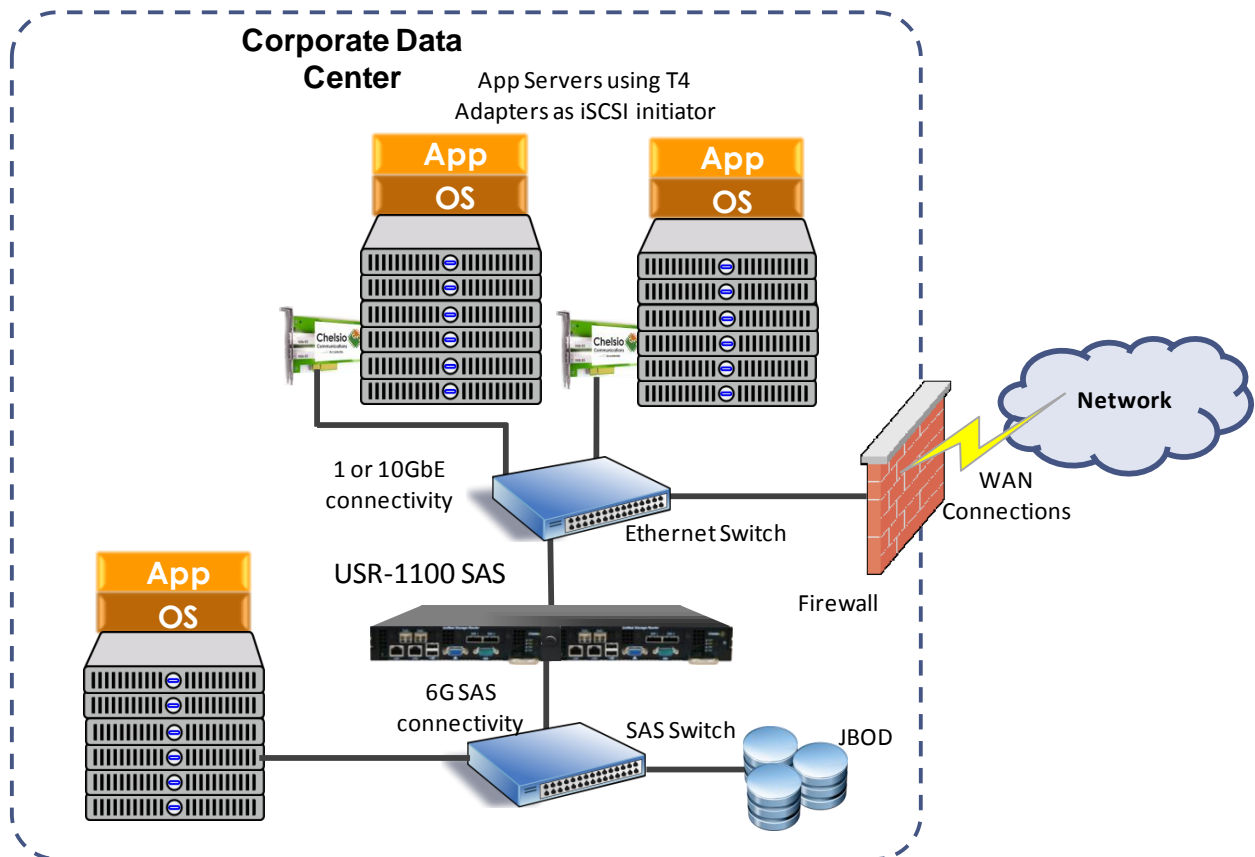 Corporate Data
Center
App Servers using T4
Adapters as iSCSI initiator
App
OS
App
OS
Chelsio
Communications
Chelsio
Communications
Network
1 or 10GbE
connectivity
WAN
Connections
Ethernet Switch
App
OS
USR-1100 SAS
Firewall
6G SAS
connectivity
SAS Switch
JBOD